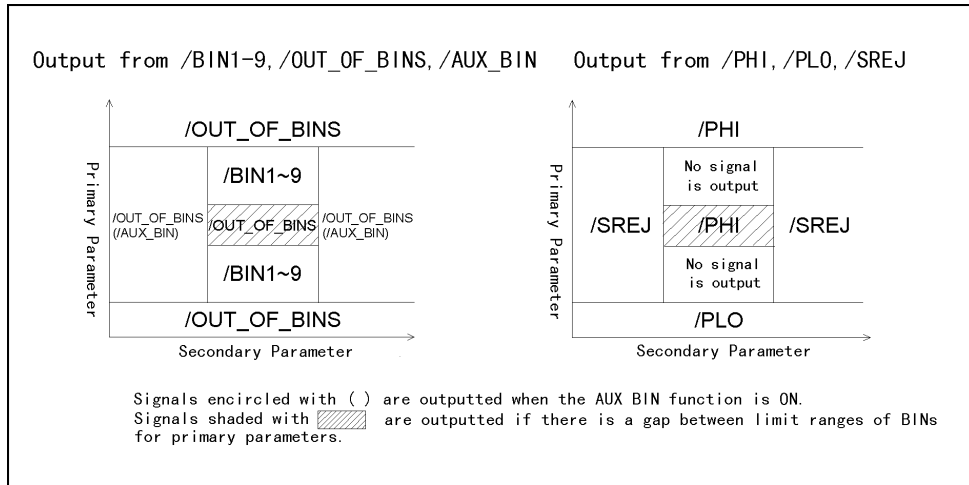 Output from /BIN1-9, /OUT_OF_BINS, /AUX_BIN
Output from /PHI, /PLO, /SREJ
Primary Parameter
/OUT_OF_BINS
/BIN1~9
/OUT_OF_BINS
(/AUX_BIN)
/OUT_OF_BINS
/OUT_OF_BINS
(/AUX_BIN)
/BIN1~9
/OUT_OF_BINS
Secondary Parameter
Primary Parameter
/PHI
No signal
is output
/SREJ
/PHI
/SREJ
No signal
is output
/PLO
Secondary Parameter
Signals encircled with ( ) are outputted when the AUX BIN function is ON.
Signals shaded with are outputted if there is a gap between limit ranges of BINs
for primary parameters.